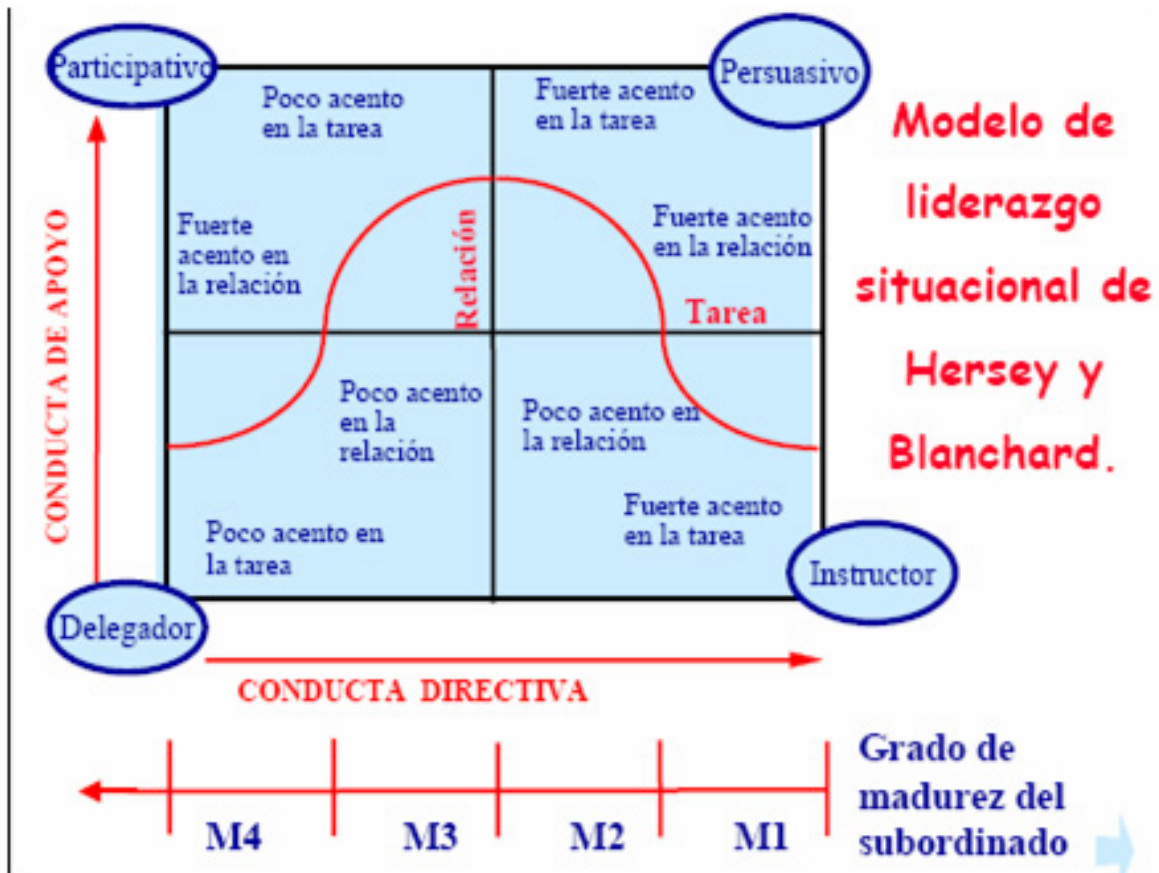 Participativo
Persuasivo
Poco acento
en la tarea
Fuerte acento
en la tarea
Modelo de
liderazgo
situacional de
Hersey y
Blanchard.
CONDUCTA DE APOYO
Fuerte
acento en
la relación
Relación
Fuerte acento
en la relación
Tarea
Poco acento
en la
relación
Poco acento en
la relación
Poco acento en
la tarea
Fuerte acento
en la tarea
Instructor
Delegador
CONDUCTA DIRECTIVA
Grado de
madurez del
subordinado
M4 M3 M2 M1